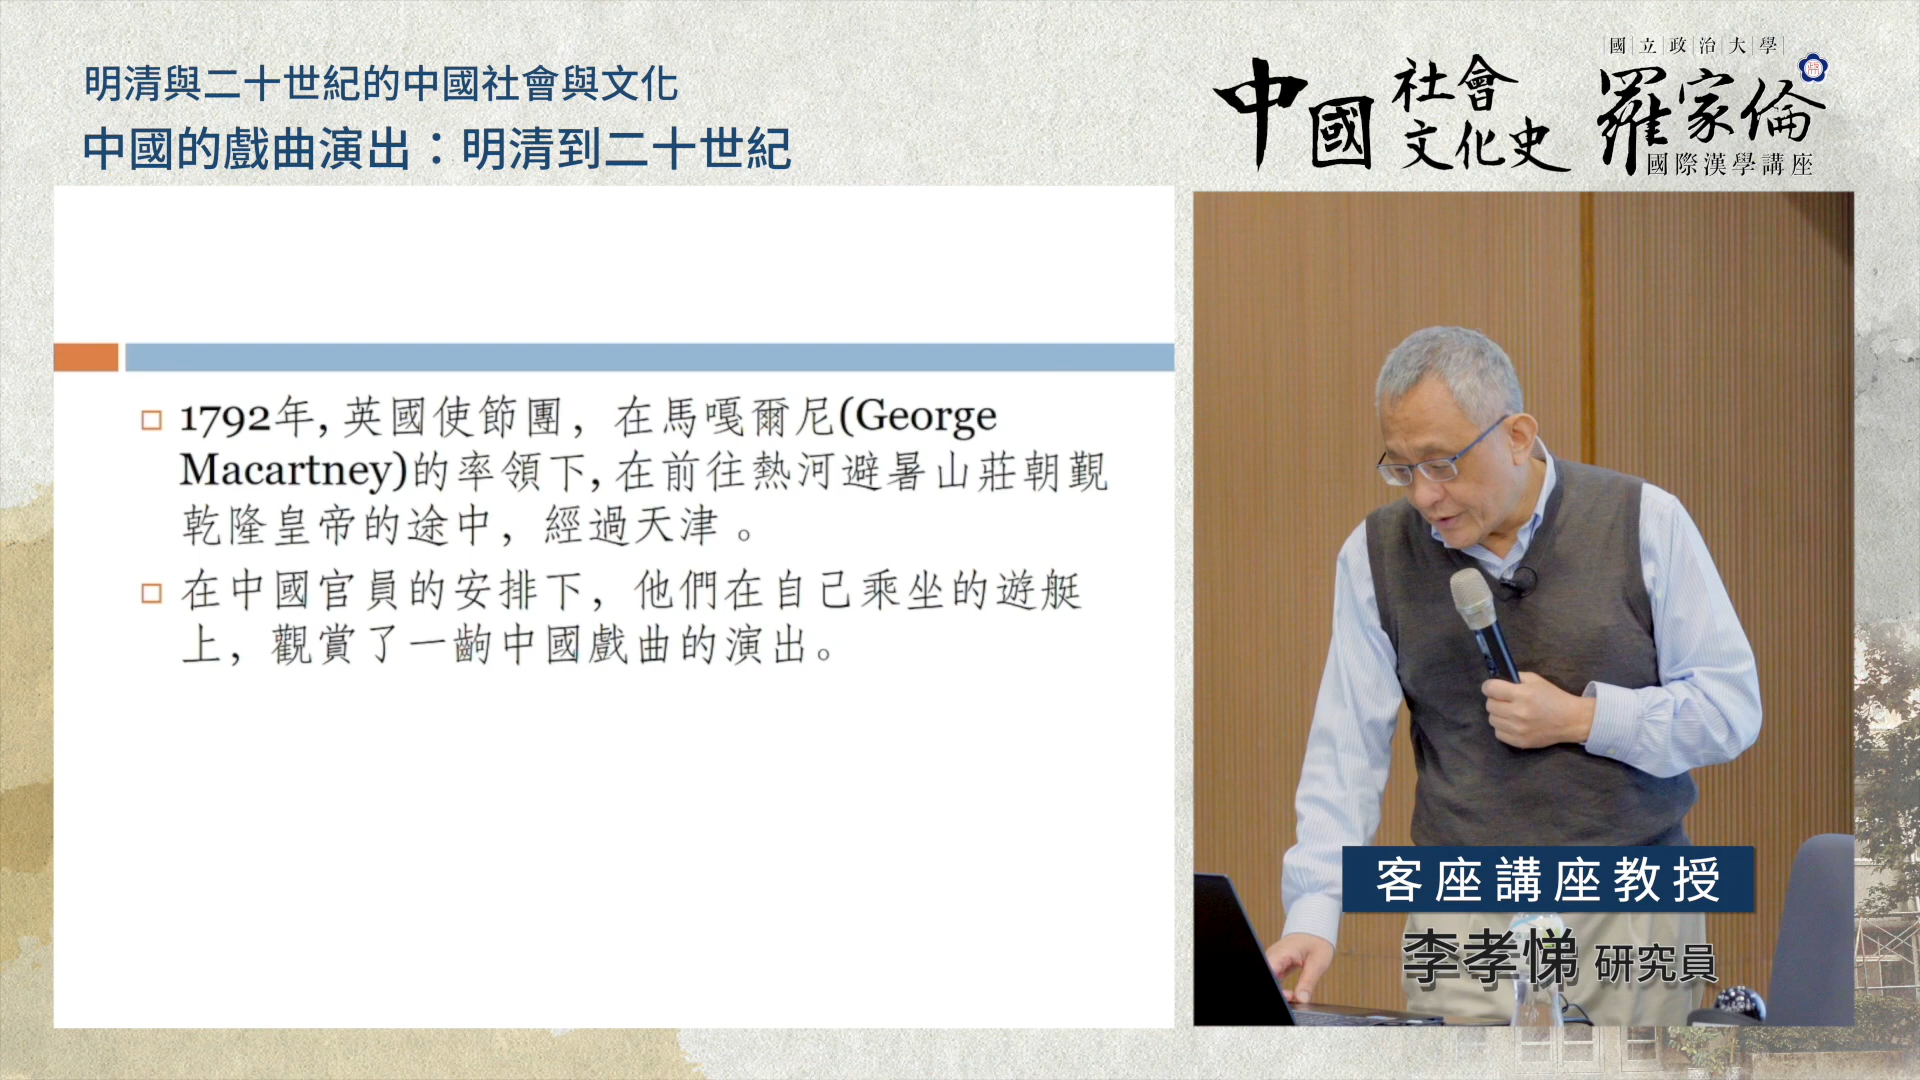 明清與二十世紀的中國社會與文化
中國的戲曲演出：明清到二十世紀
中國社會文化史
國立政治大學
羅家倫
國際漢學講座
1792年, 英國使節團，在馬嘎爾尼(George
Macartney)的率領下, 在前往熱河避暑山莊朝覲
乾隆皇帝的途中，經過天津 。
在中國官員的安排下，他們在自己乘坐的遊艇
上，觀賞了一齣中國戲曲的演出。
客座講座教授
李孝悌 研究員